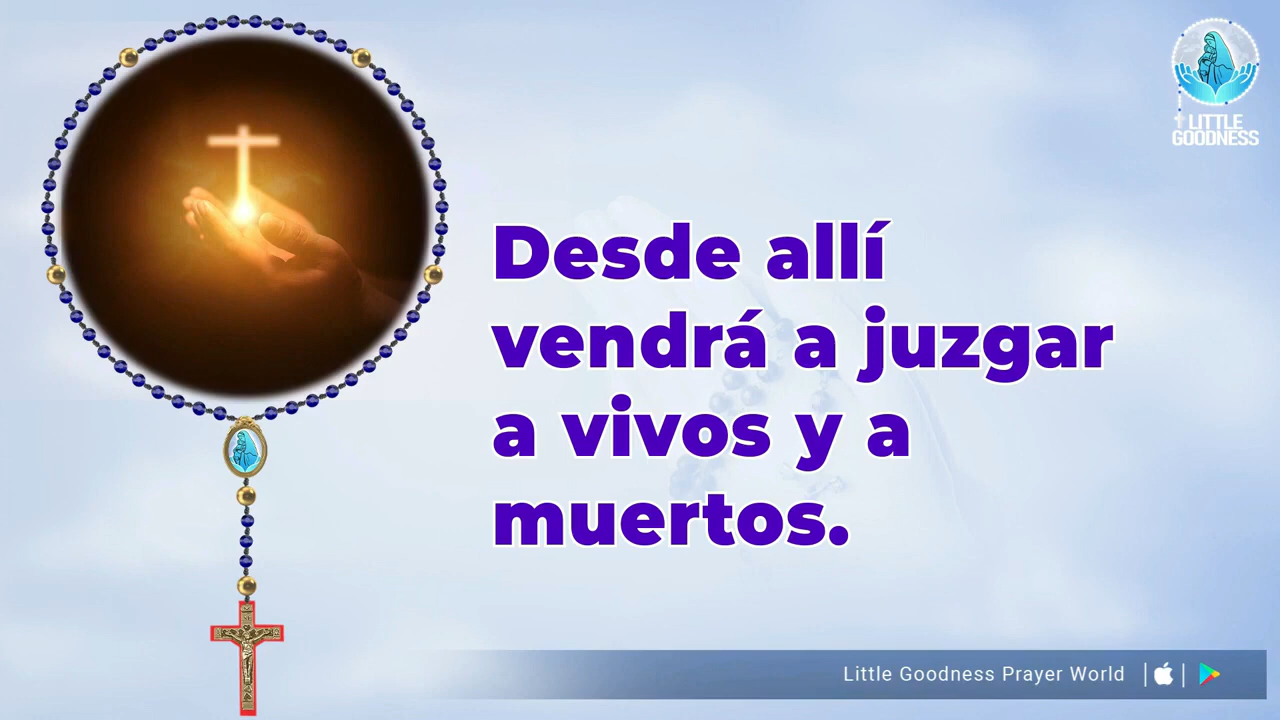 LITTLE
GOODNESS
Desde allí
vendrá a juzgar
a vivos y a
muertos.
Little Goodness Prayer World